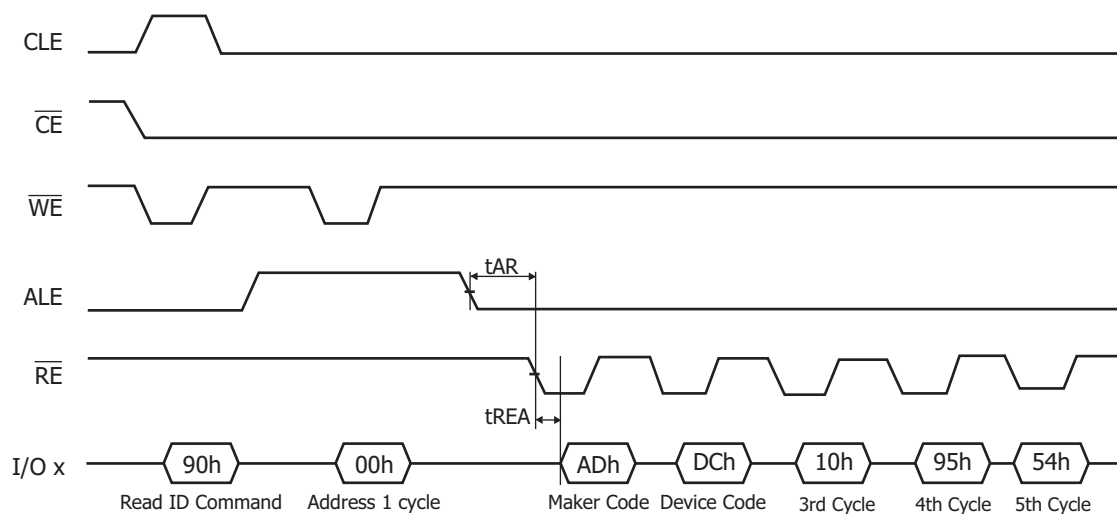 CLE
CE
WE
ALE
tAR
RE
tREA
I/O x
90h
00h
ADh
DCh
10h
95h
54h
Read ID Command
Address 1 cycle
Maker Code
Device Code
3rd Cycle
4th Cycle
5th Cycle